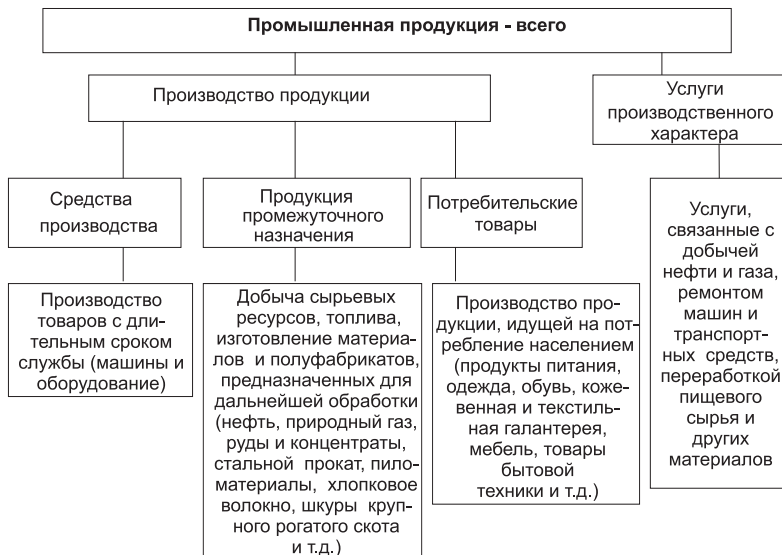 Промышленная продукция - всего
Производство продукции
Услуги
производственного
характера
Средства
производства
Продукция
промежуточного
назначения
Потребительские
товары
Производство
товаров с дли-
тельным сроком
службы (машины и
оборудование)
Добыча сырьевых
ресурсов, топлива,
изготовление материа-
лов и полуфабрикатов,
предназначенных для
дальнейшей обработки
(нефть, природный газ,
руды и концентраты,
стальной прокат, пило-
материалы, хлопковое
волокно, шкуры круп-
ного рогатого скота
и т.д.)
Производство про-
дукции, идущей на пот-
ребление населением
(продукты питания,
одежда, обувь, коже-
венная и текстиль-
ная галантерея,
мебель, товары
бытовой
техники и т.д.)
Услуги,
связанные с
добычей
нефти и газа,
ремонтом
машин и
транспорт-
ных средств,
переработкой
пищевого
сырья и
других
материалов